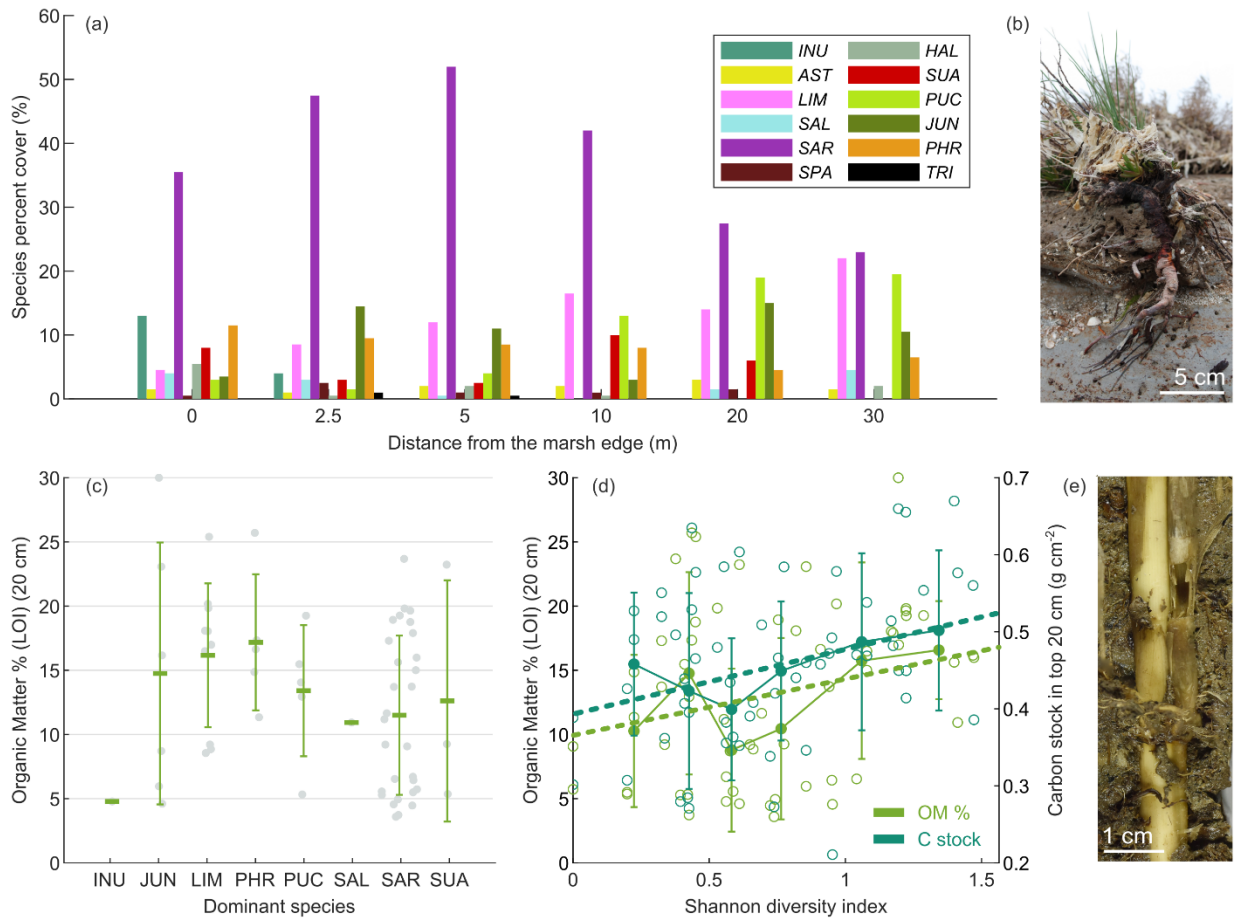 (a)
Species percent cover (%)
60
50
40
30
20
10
0
INU HAL
AST SUA
LIM PUC
SAL JUN
SAR PHR
SPA TRI
0 2.5 5 10 20 30
Distance from the marsh edge (m)
(b)
5 cm
(c)
Organic Matter % (LOI) (20 cm)
30
25
20
15
10
5
0
INU JUN LIM PHR PUC SAL SAR SUA
Dominant species
(d)
Organic Matter % (LOI) (20 cm)
30
25
20
15
10
5
0
OM %
C stock
0 0.5 1 1.5
Shannon diversity index
0.7
0.6
0.5
0.4
0.3
0.2
Carbon stock in top 20 cm (g cm⁻²)
(e)
1 cm